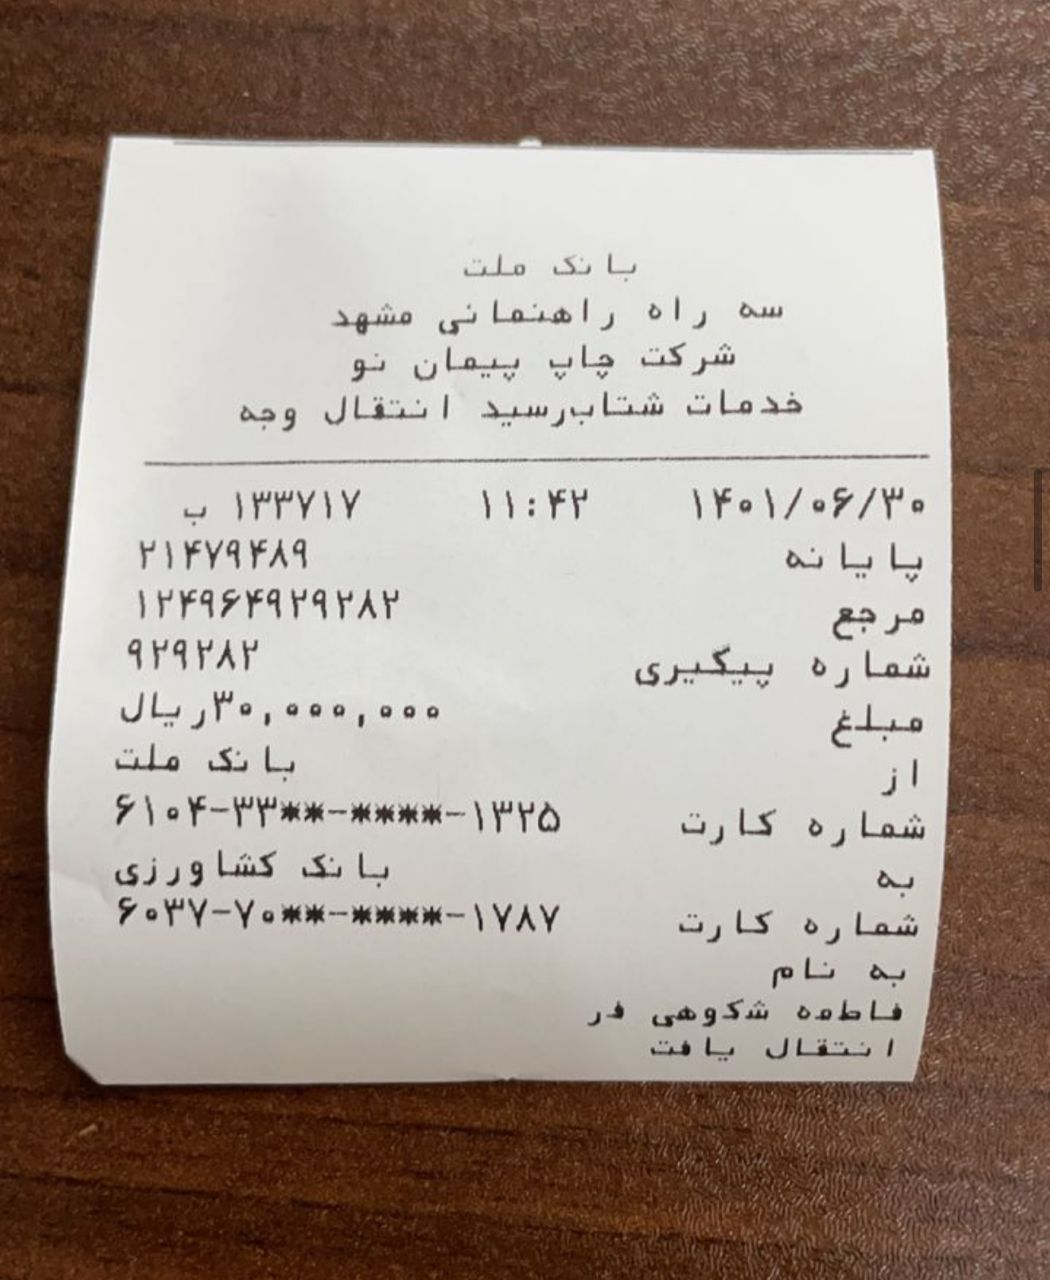 بانک ملت
سه راه راهنمائی مشهد
شرکت چاپ پیمان نو
خدمات شتاب‌رسید انتقال وجه
۱۴۰۱/۰۶/۳۰ ۱۱:۴۲ ۱۳۳۷۱۷ ب
پایانه ۲۱۴۷۹۴۸۹
مرجع ۱۲۴۹۶۴۹۲۹۲۸۲
شماره پیگیری ۹۲۹۲۸۲
مبلغ ۳۰,۰۰۰,۰۰۰ریال
از بانک ملت
شماره کارت ۶۱۰۴-۳۳**-****-۱۳۲۵
به بانک کشاورزی
شماره کارت ۶۰۳۷-۷۰**-****-۱۷۸۷
به نام
فاطمه شکوهی فر
انتقال یافت